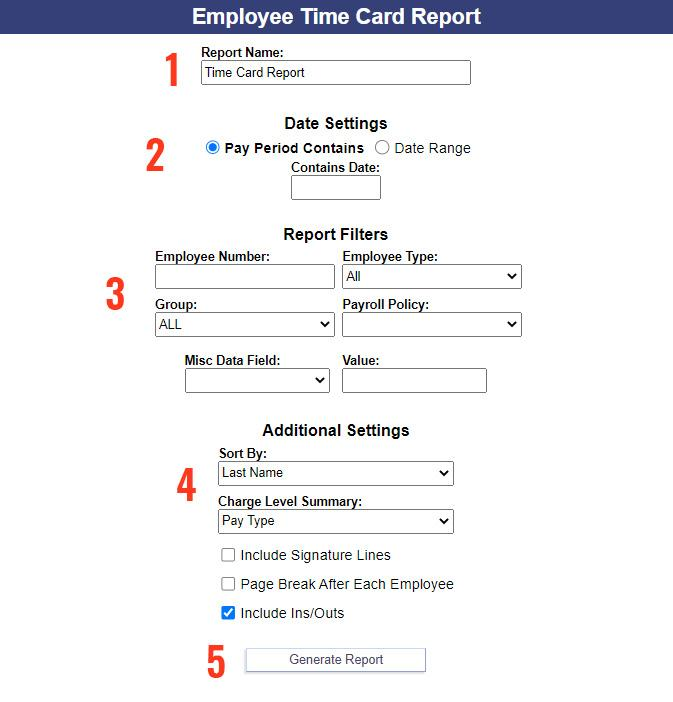 Employee Time Card Report
Report Name:
1
Time Card Report
Date Settings
2
Pay Period Contains Date Range
Contains Date:
Report Filters
Employee Number: Employee Type:
All
3
Group: Payroll Policy:
ALL
Misc Data Field: Value:
Additional Settings
Sort By:
4
Last Name
Charge Level Summary:
Pay Type
Include Signature Lines
Page Break After Each Employee
Include Ins/Outs
5 Generate Report